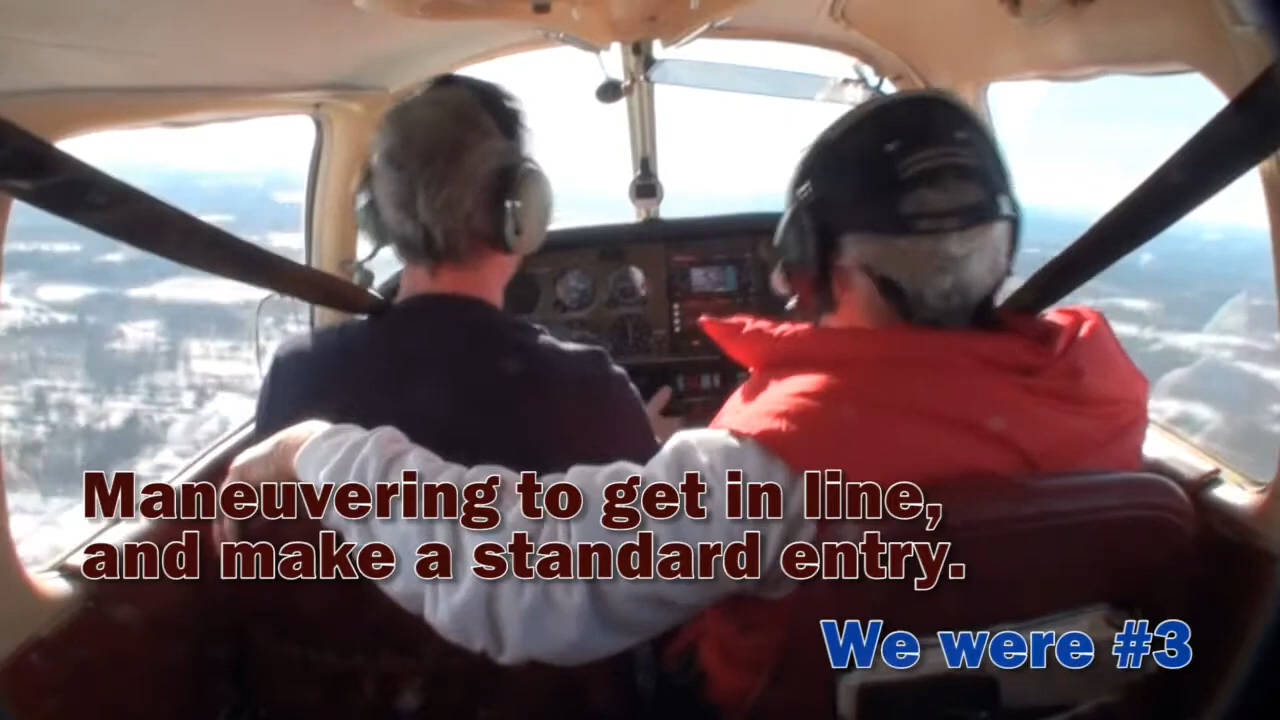 Maneuvering to get in line,
and make a standard entry.
We were #3